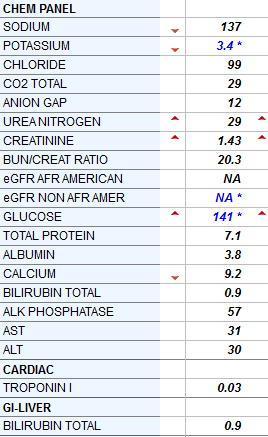 CHEM PANEL
SODIUM 137
POTASSIUM 3.4 *
CHLORIDE 99
CO2 TOTAL 29
ANION GAP 12
UREA NITROGEN 29
CREATININE 1.43
BUN/CREAT RATIO 20.3
eGFR AFR AMERICAN NA
eGFR NON AFR AMER NA *
GLUCOSE 141 *
TOTAL PROTEIN 7.1
ALBUMIN 3.8
CALCIUM 9.2
BILIRUBIN TOTAL 0.9
ALK PHOSPHATASE 57
AST 31
ALT 30
CARDIAC
TROPONIN I 0.03
GI-LIVER
BILIRUBIN TOTAL 0.9